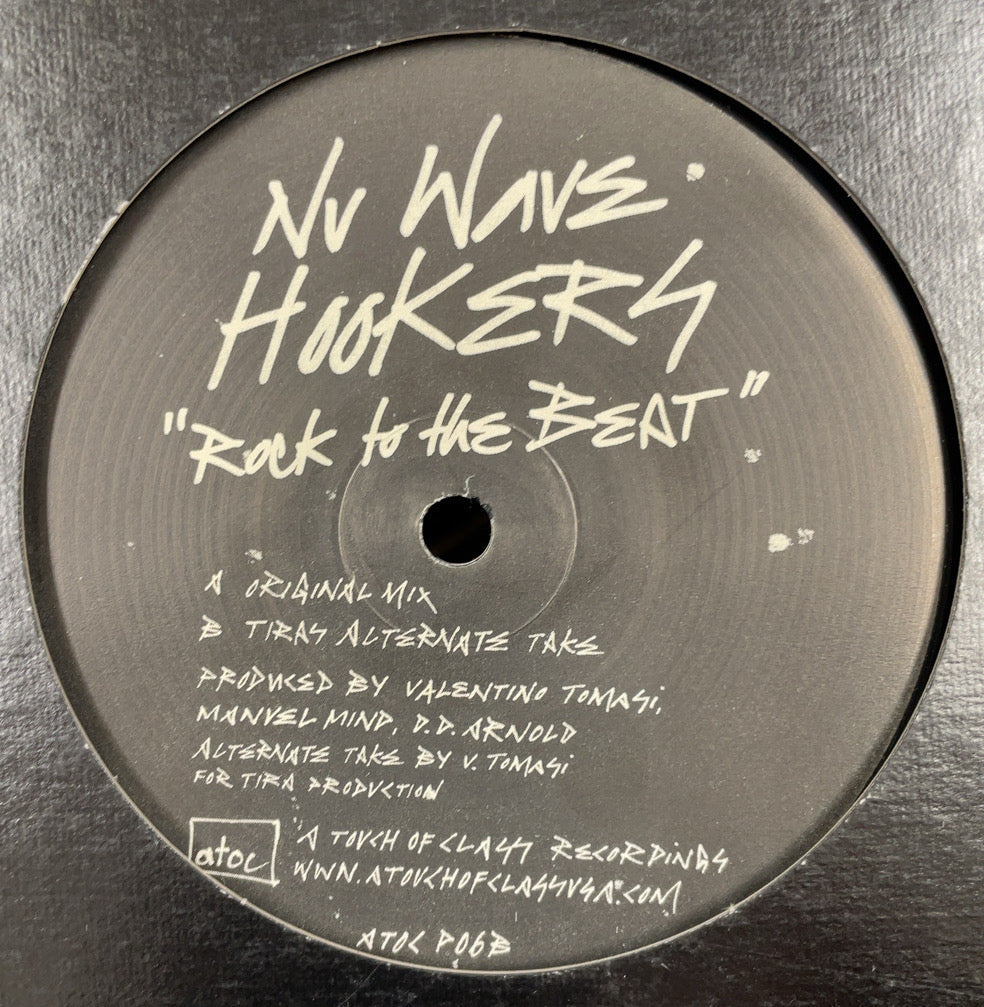 NU WAVE
HOOKERS
"ROCK to tHE BEAT"
A ORIGINAL MIX
B TIRAS ALTERNATE TAKE
PRODUCED BY VALENTINO TOMASi,
MANUEL MIND, D.D. ARNOLD
ALTERNATE TAKE BY V. TOMASi
FOR TIRA PRODUCTION
atoc
A TOUCH OF CLASS RECORDiNGS
WWW.ATOUCHOFCLASSUSA.COM
ATOC P06B